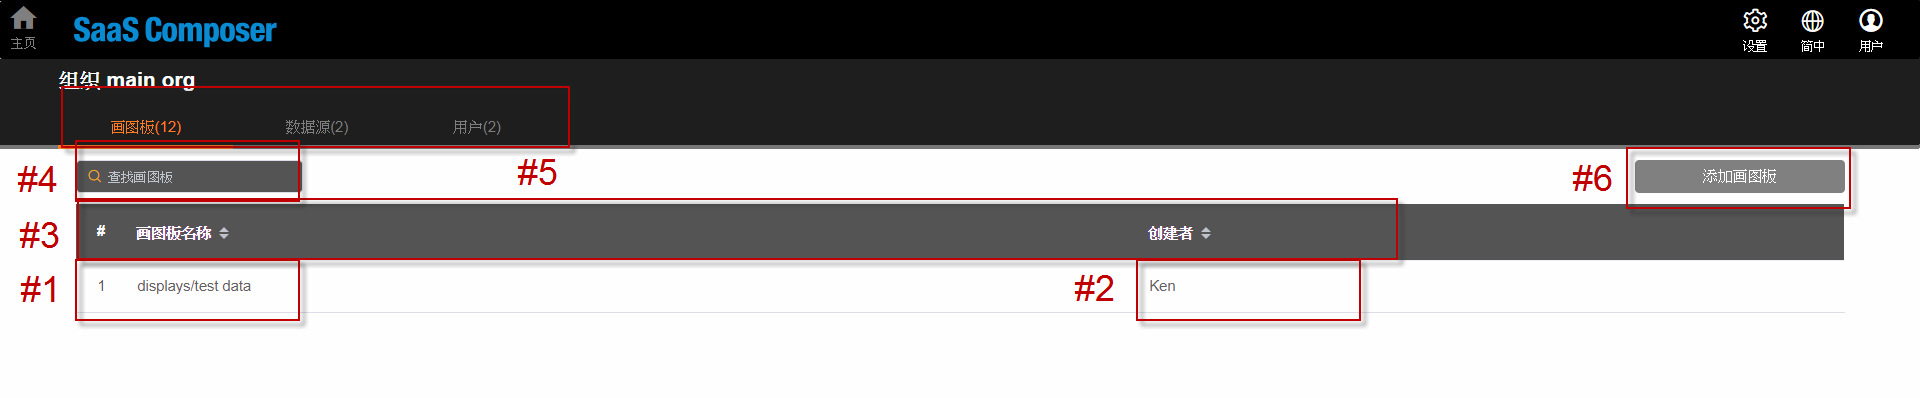 主页
SaaS Composer
设置
简中
用户
组织 main org
画图板(12)
数据源(2)
用户(2)
#4
查找画图板
#5
#6
添加画图板
#3
#
画图板名称
创建者
#1
1
displays/test data
#2
Ken